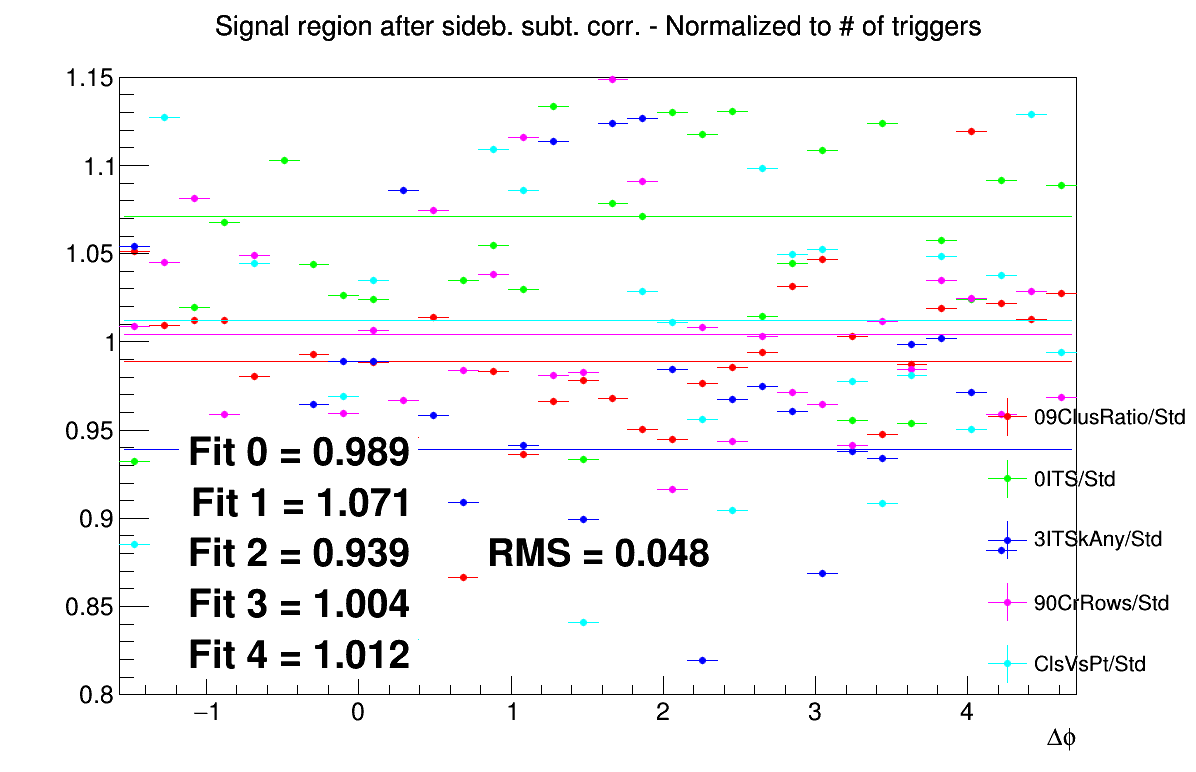 Signal region after sideb. subt. corr. - Normalized to # of triggers
1.15
1.1
1.05
1
0.95
0.9
0.85
0.8
Fit 0 = 0.989
Fit 1 = 1.071
Fit 2 = 0.939
Fit 3 = 1.004
Fit 4 = 1.012
RMS = 0.048
09ClusRatio/Std
0ITS/Std
3ITSkAny/Std
90CrRows/Std
ClsVsPt/Std
−1 0 1 2 3 4
Δϕ